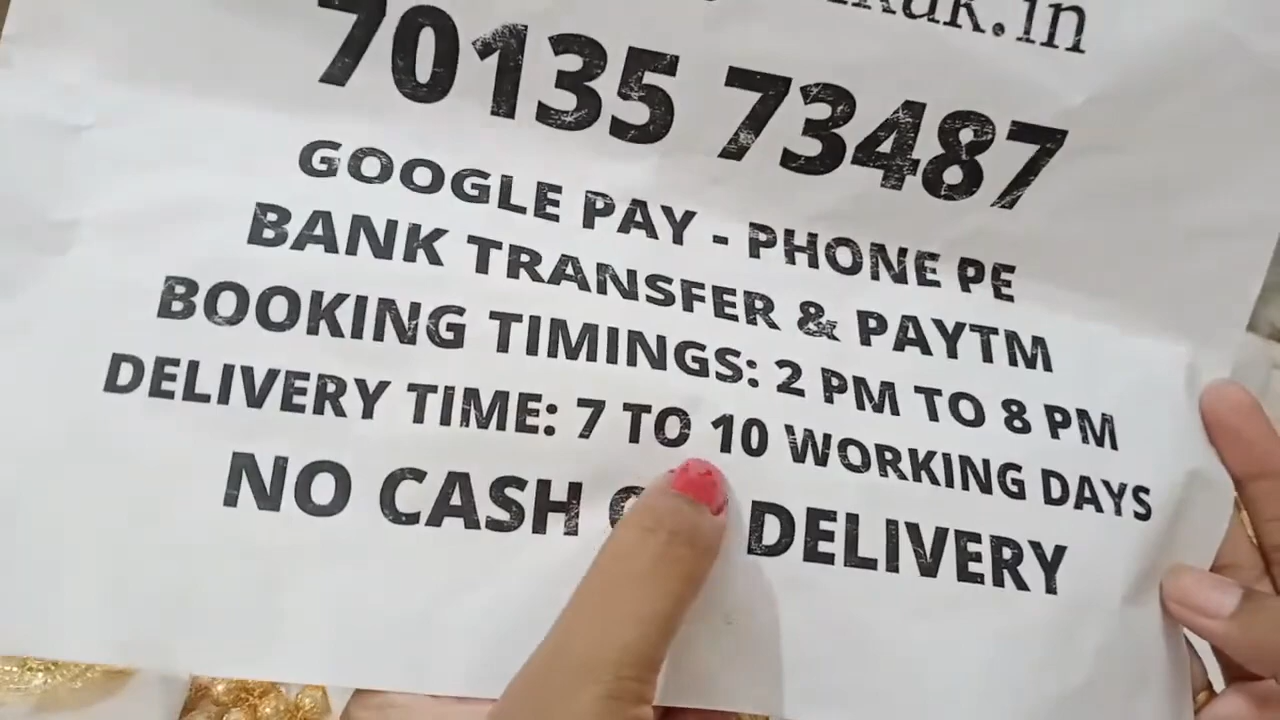 70135 73487
GOOGLE PAY - PHONE PE
BANK TRANSFER & PAYTM
BOOKING TIMINGS: 2 PM TO 8 PM
DELIVERY TIME: 7 TO 10 WORKING DAYS
NO CASH DELIVERY